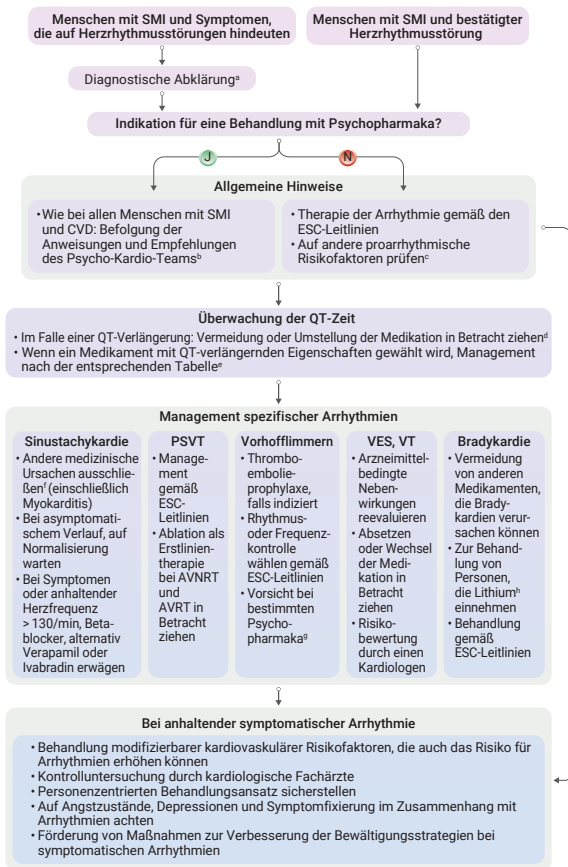 Menschen mit SMI und Symptomen,
die auf Herzrhythmusstörungen hindeuten
Menschen mit SMI und bestätigter
Herzrhythmusstörung
Diagnostische Abklärungᵃ
Indikation für eine Behandlung mit Psychopharmaka?
J
N
Allgemeine Hinweise
• Wie bei allen Menschen mit SMI
und CVD: Befolgung der
Anweisungen und Empfehlungen
des Psycho-Kardio-Teamsᵇ
• Therapie der Arrhythmie gemäß den
ESC-Leitlinien
• Auf andere proarrhythmische
Risikofaktoren prüfenᶜ
Überwachung der QT-Zeit
• Im Falle einer QT-Verlängerung: Vermeidung oder Umstellung der Medikation in Betracht ziehenᵈ
• Wenn ein Medikament mit QT-verlängernden Eigenschaften gewählt wird, Management
nach der entsprechenden Tabelleᵉ
Management spezifischer Arrhythmien
Sinustachykardie
• Andere medizinische
Ursachen ausschlie-
ßenᶠ (einschließlich
Myokarditis)
• Bei asymptomati-
schem Verlauf, auf
Normalisierung
warten
• Bei Symptomen
oder anhaltender
Herzfrequenz
> 130/min, Beta-
blocker, alternativ
Verapamil oder
Ivabradin erwägen
PSVT
• Manage-
ment
gemäß
ESC-
Leitlinien
• Ablation als
Erstlinien-
therapie
bei AVNRT
und
AVRT in
Betracht
ziehen
Vorhofflimmern
• Thrombo-
embolie-
prophylaxe,
falls indiziert
• Rhythmus-
oder Frequenz-
kontrolle
wählen gemäß
ESC-Leitlinien
• Vorsicht bei
bestimmten
Psycho-
pharmakaᵍ
VES, VT
• Arzneimittel-
bedingte
Neben-
wirkungen
reevaluieren
• Absetzen
oder Wechsel
der Medi-
kation in
Betracht
ziehen
• Risiko-
bewertung
durch einen
Kardiologen
Bradykardie
• Vermeidung
von anderen
Medikamenten,
die Brady-
kardien verur-
sachen können
• Zur Behand-
lung von
Personen,
die Lithiumʰ
einnehmen
• Behandlung
gemäß
ESC-Leitlinien
Bei anhaltender symptomatischer Arrhythmie
• Behandlung modifizierbarer kardiovaskulärer Risikofaktoren, die auch das Risiko für
Arrhythmien erhöhen können
• Kontrolluntersuchung durch kardiologische Fachärzte
• Personenzentrierten Behandlungsansatz sicherstellen
• Auf Angstzustände, Depressionen und Symptomfixierung im Zusammenhang mit
Arrhythmien achten
• Förderung von Maßnahmen zur Verbesserung der Bewältigungsstrategien bei
symptomatischen Arrhythmien